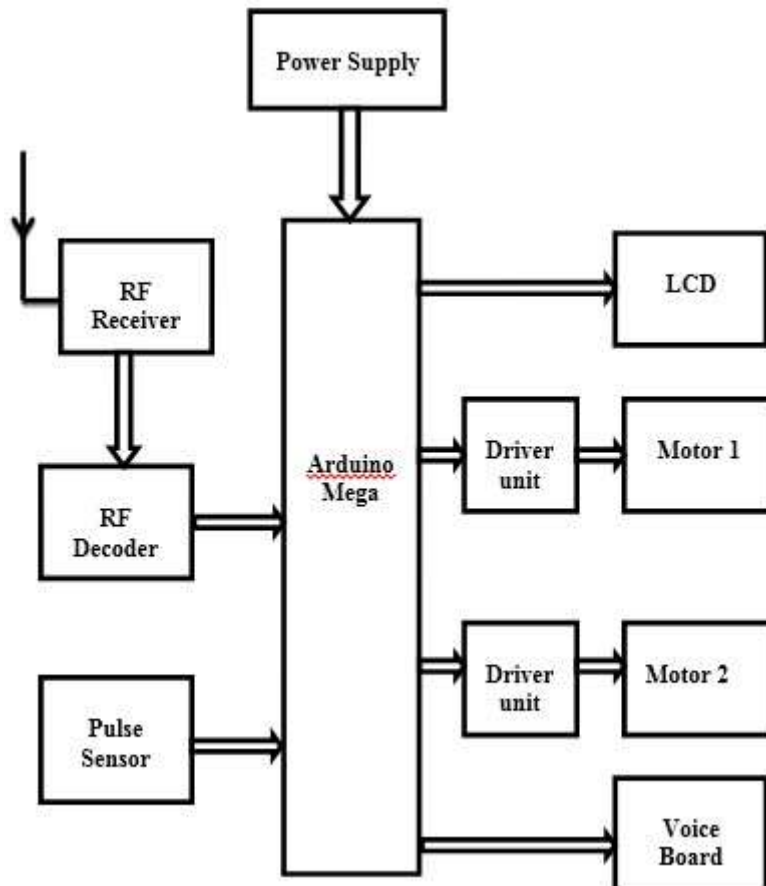 Power Supply
RF
Receiver
LCD
Arduino
Mega
Driver
unit
Motor 1
RF
Decoder
Driver
unit
Motor 2
Pulse
Sensor
Voice
Board